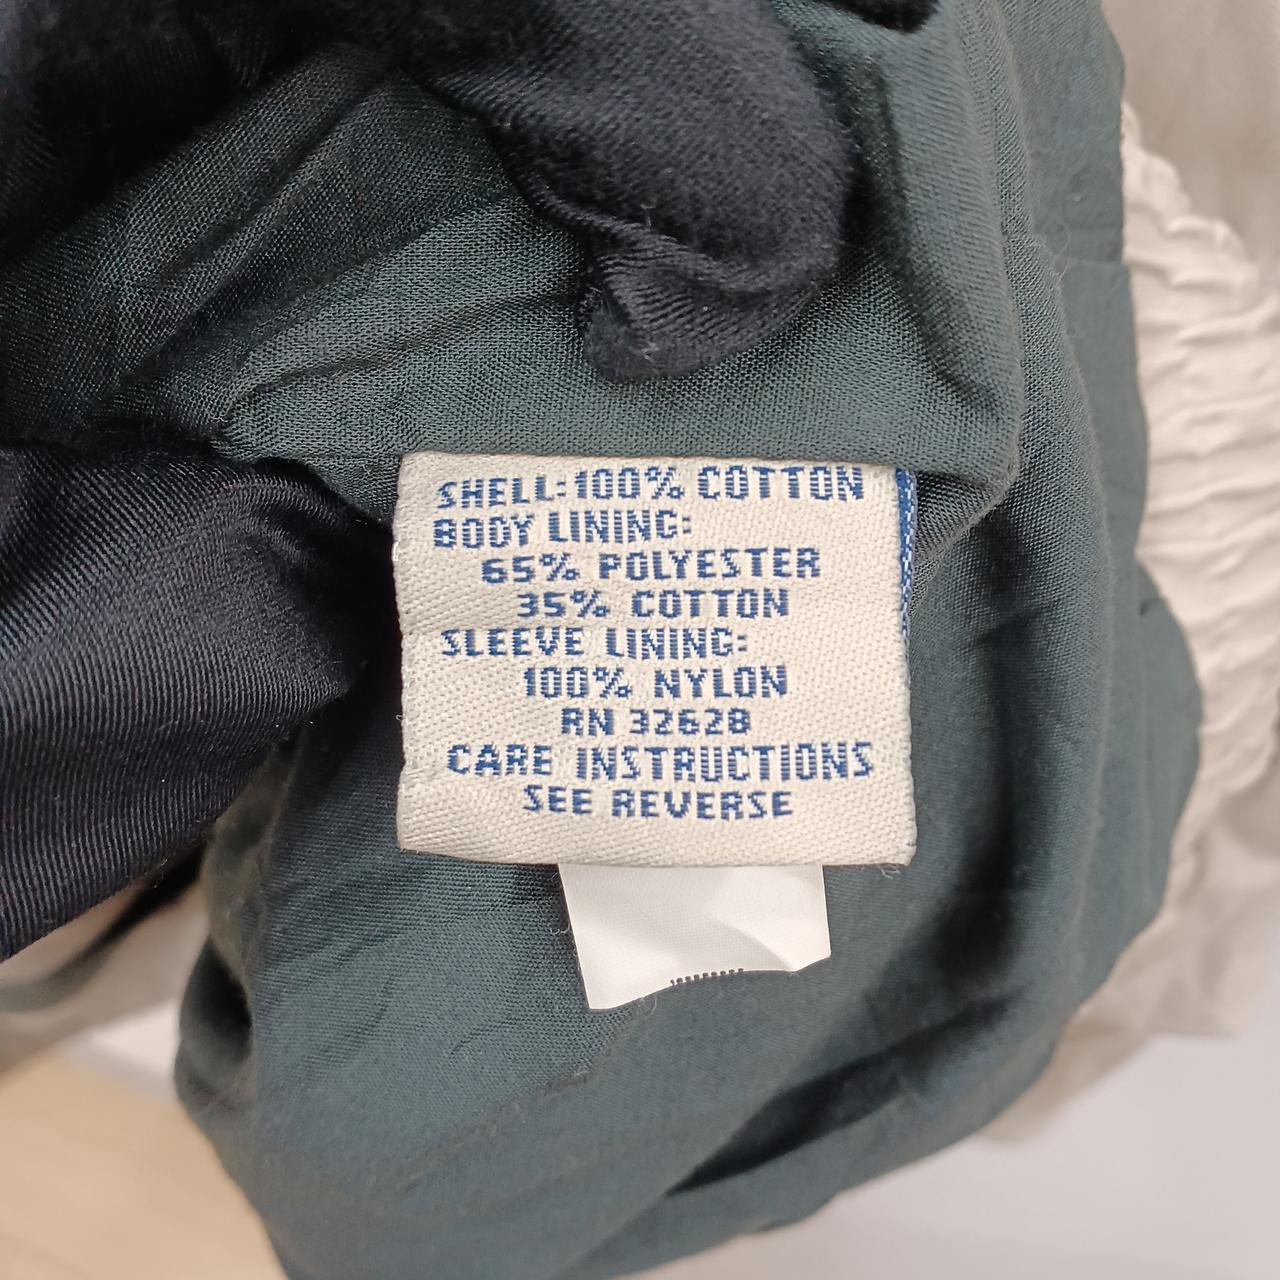 SHELL:100% COTTON
BODY LINING:
65% POLYESTER
35% COTTON
SLEEVE LINING:
100% NYLON
RN 32628
CARE INSTRUCTIONS
SEE REVERSE